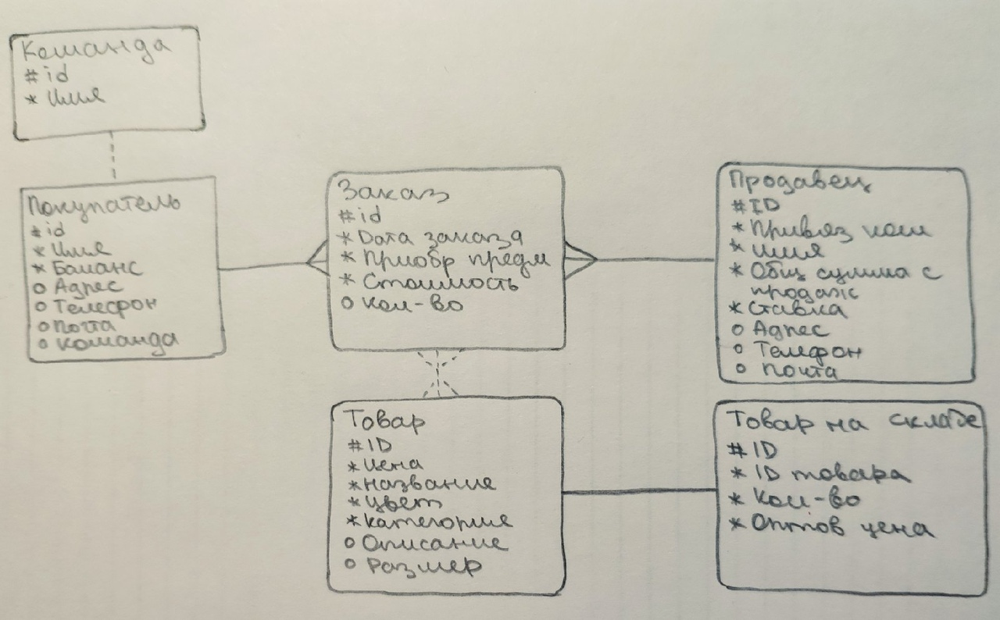 Команда
# id
* Имя
Покупатель
* id
* Имя
* Баланс
о Адрес
о Телефон
о Почта
о команда
Заказ
# id
* Дата заказа
* Приобр предм
* Стоимость
о кол-во
Продавец
# ID
* Привяз ком
* Имя
* Общ сумма с
продаж
* Ставка
о Адрес
о Телефон
о Почта
Товар
# ID
* Цена
* Название
* Цвет
* категория
о Описание
о Размер
Товар на складе
# ID
* ID товара
* Кол-во
* Оптов цена